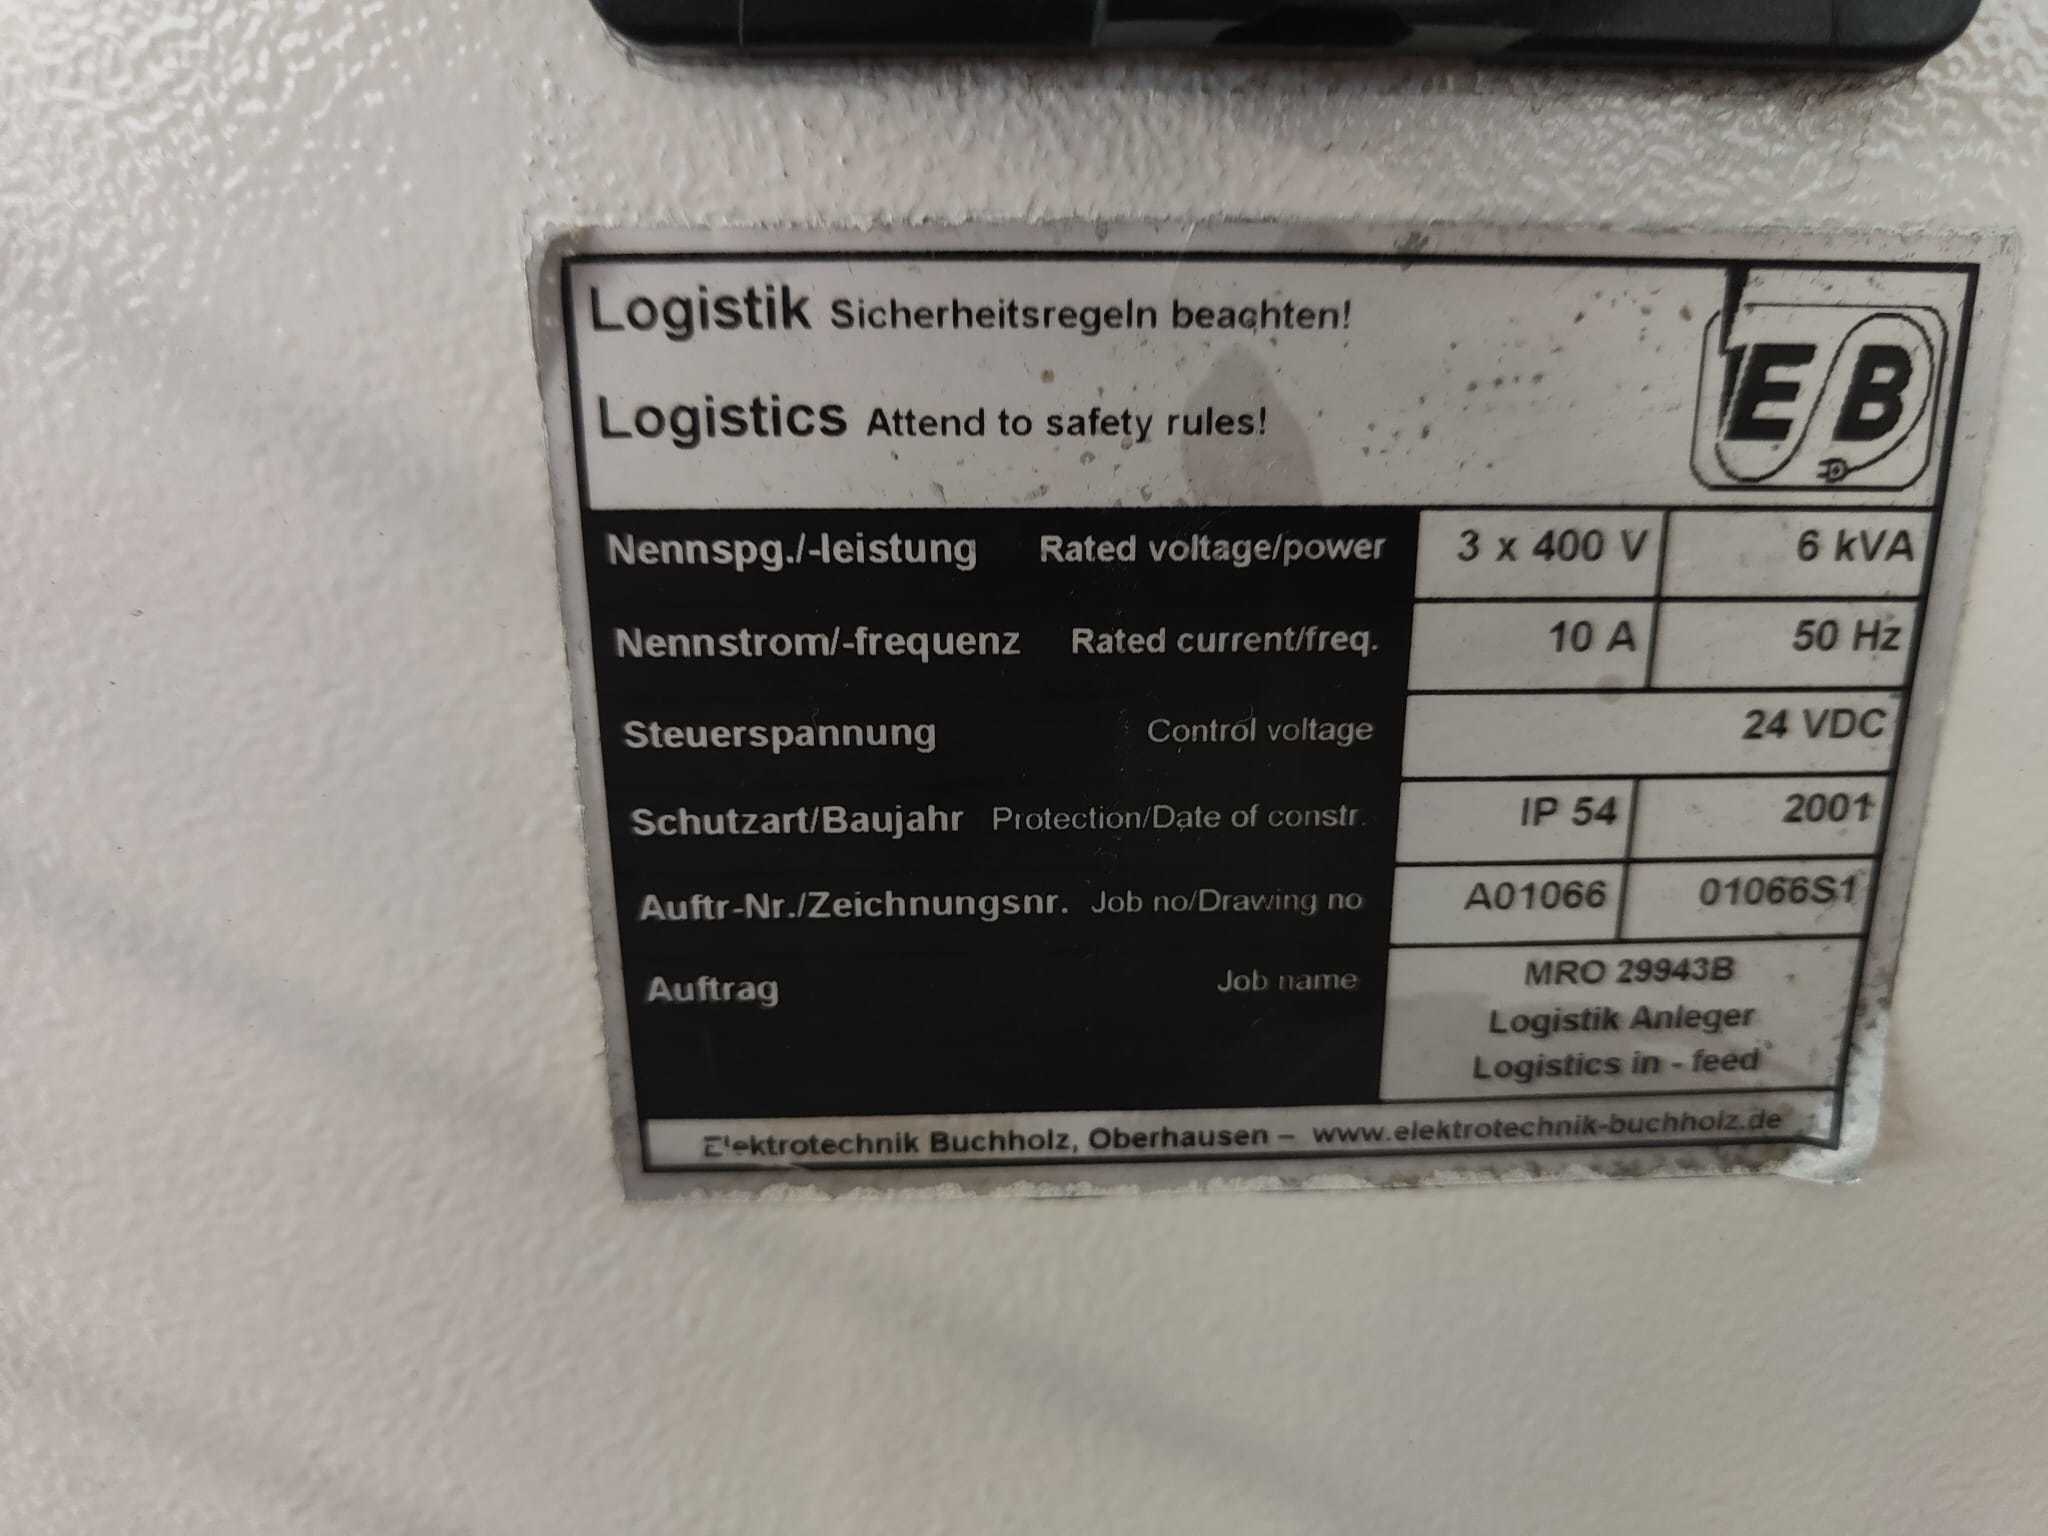 Logistik Sicherheitsregeln beachten!
Logistics Attend to safety rules!
EB
Nennspg./-leistung Rated voltage/power 3 x 400 V 6 kVA
Nennstrom/-frequenz Rated current/freq. 10 A 50 Hz
Steuerspannung Control voltage 24 VDC
Schutzart/Baujahr Protection/Date of constr. IP 54 2001
Auftr-Nr./Zeichnungsnr. Job no/Drawing no A01066 01066S1
Auftrag Job name MRO 29943B
Logistik Anleger
Logistics in - feed
Elektrotechnik Buchholz, Oberhausen – www.elektrotechnik-buchholz.de